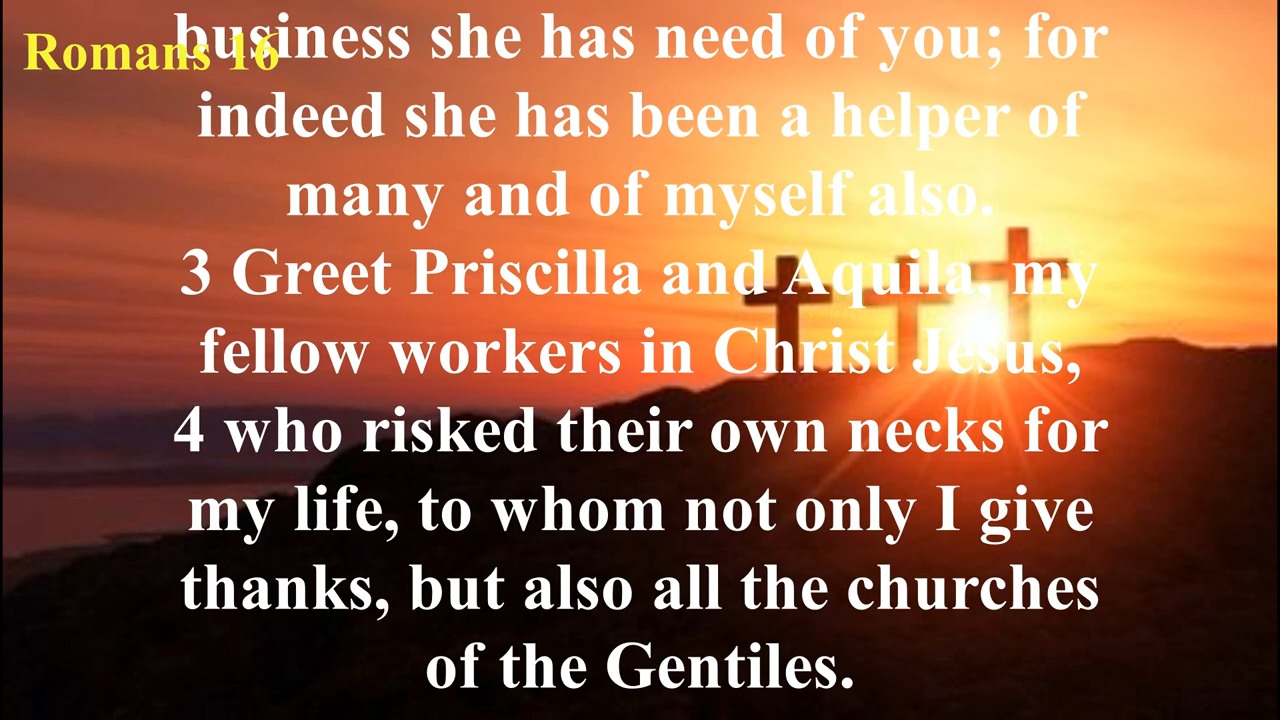 Romans 16
business she has need of you; for
indeed she has been a helper of
many and of myself also.
3 Greet Priscilla and Aquila, my
fellow workers in Christ Jesus,
4 who risked their own necks for
my life, to whom not only I give
thanks, but also all the churches
of the Gentiles.